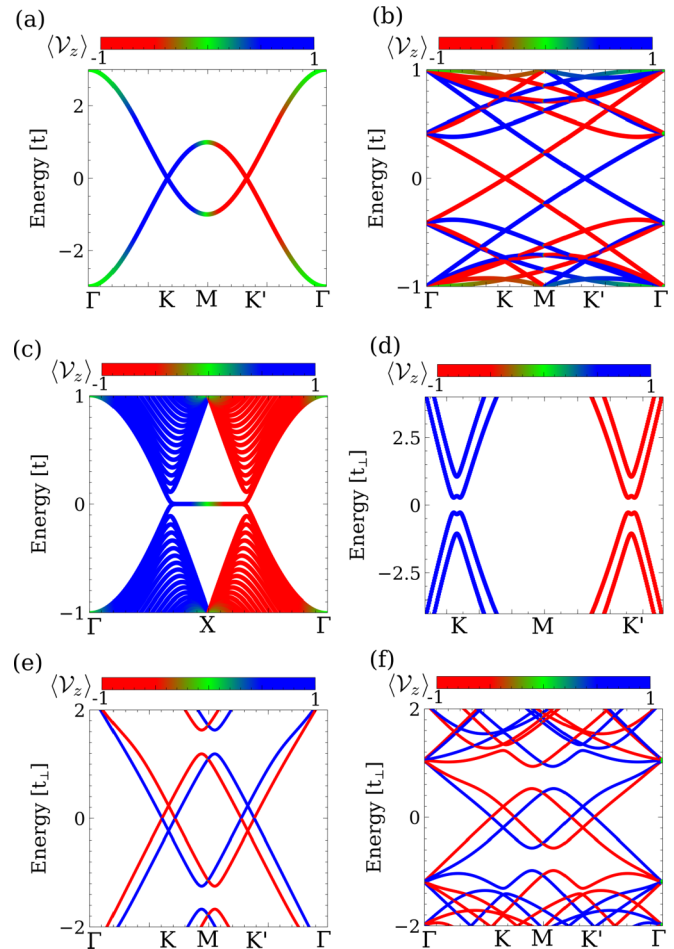 (a)
⟨𝒱z⟩ -1 1
Energy [t]
2
0
−2
Γ K M K' Γ
(b)
⟨𝒱z⟩ -1 1
Energy [t]
1
0
−1
Γ K M K' Γ
(c)
⟨𝒱z⟩ -1 1
Energy [t]
1
0
−1
Γ X Γ
(d)
⟨𝒱z⟩ -1 1
Energy [t⊥]
2.5
0
−2.5
K M K'
(e)
⟨𝒱z⟩ -1 1
Energy [t⊥]
2
0
−2
Γ K M K' Γ
(f)
⟨𝒱z⟩ -1 1
Energy [t⊥]
2
0
−2
Γ K M K' Γ